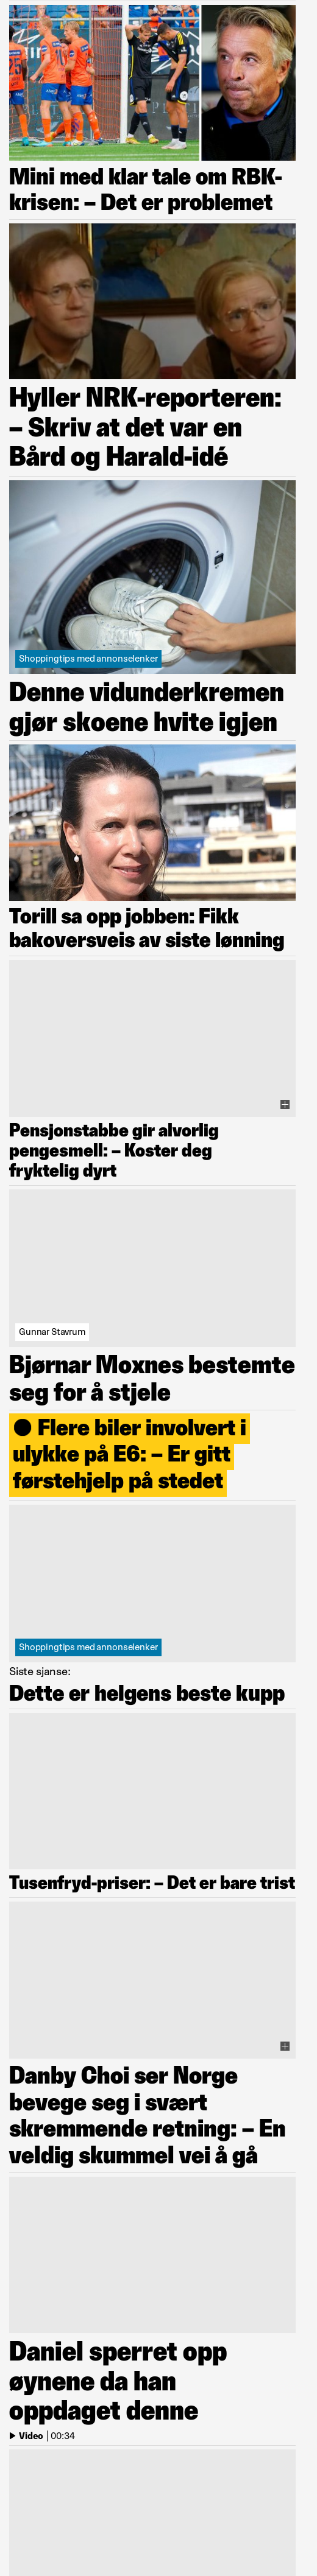 Mini med klar tale om RBK-
krisen: – Det er problemet
Hyller NRK-reporteren:
– Skriv at det var en
Bård og Harald-idé
Shoppingtips med annonselenker
Denne vidunderkremen
gjør skoene hvite igjen
Torill sa opp jobben: Fikk
bakoversveis av siste lønning
Pensjonstabbe gir alvorlig
pengesmell: – Koster deg
fryktelig dyrt
Gunnar Stavrum
Bjørnar Moxnes bestemte
seg for å stjele
● Flere biler involvert i
ulykke på E6: – Er gitt
førstehjelp på stedet
Shoppingtips med annonselenker
Siste sjanse:
Dette er helgens beste kupp
Tusenfryd-priser: – Det er bare trist
Danby Choi ser Norge
bevege seg i svært
skremmende retning: – En
veldig skummel vei å gå
Daniel sperret opp
øynene da han
oppdaget denne
Video | 00:34